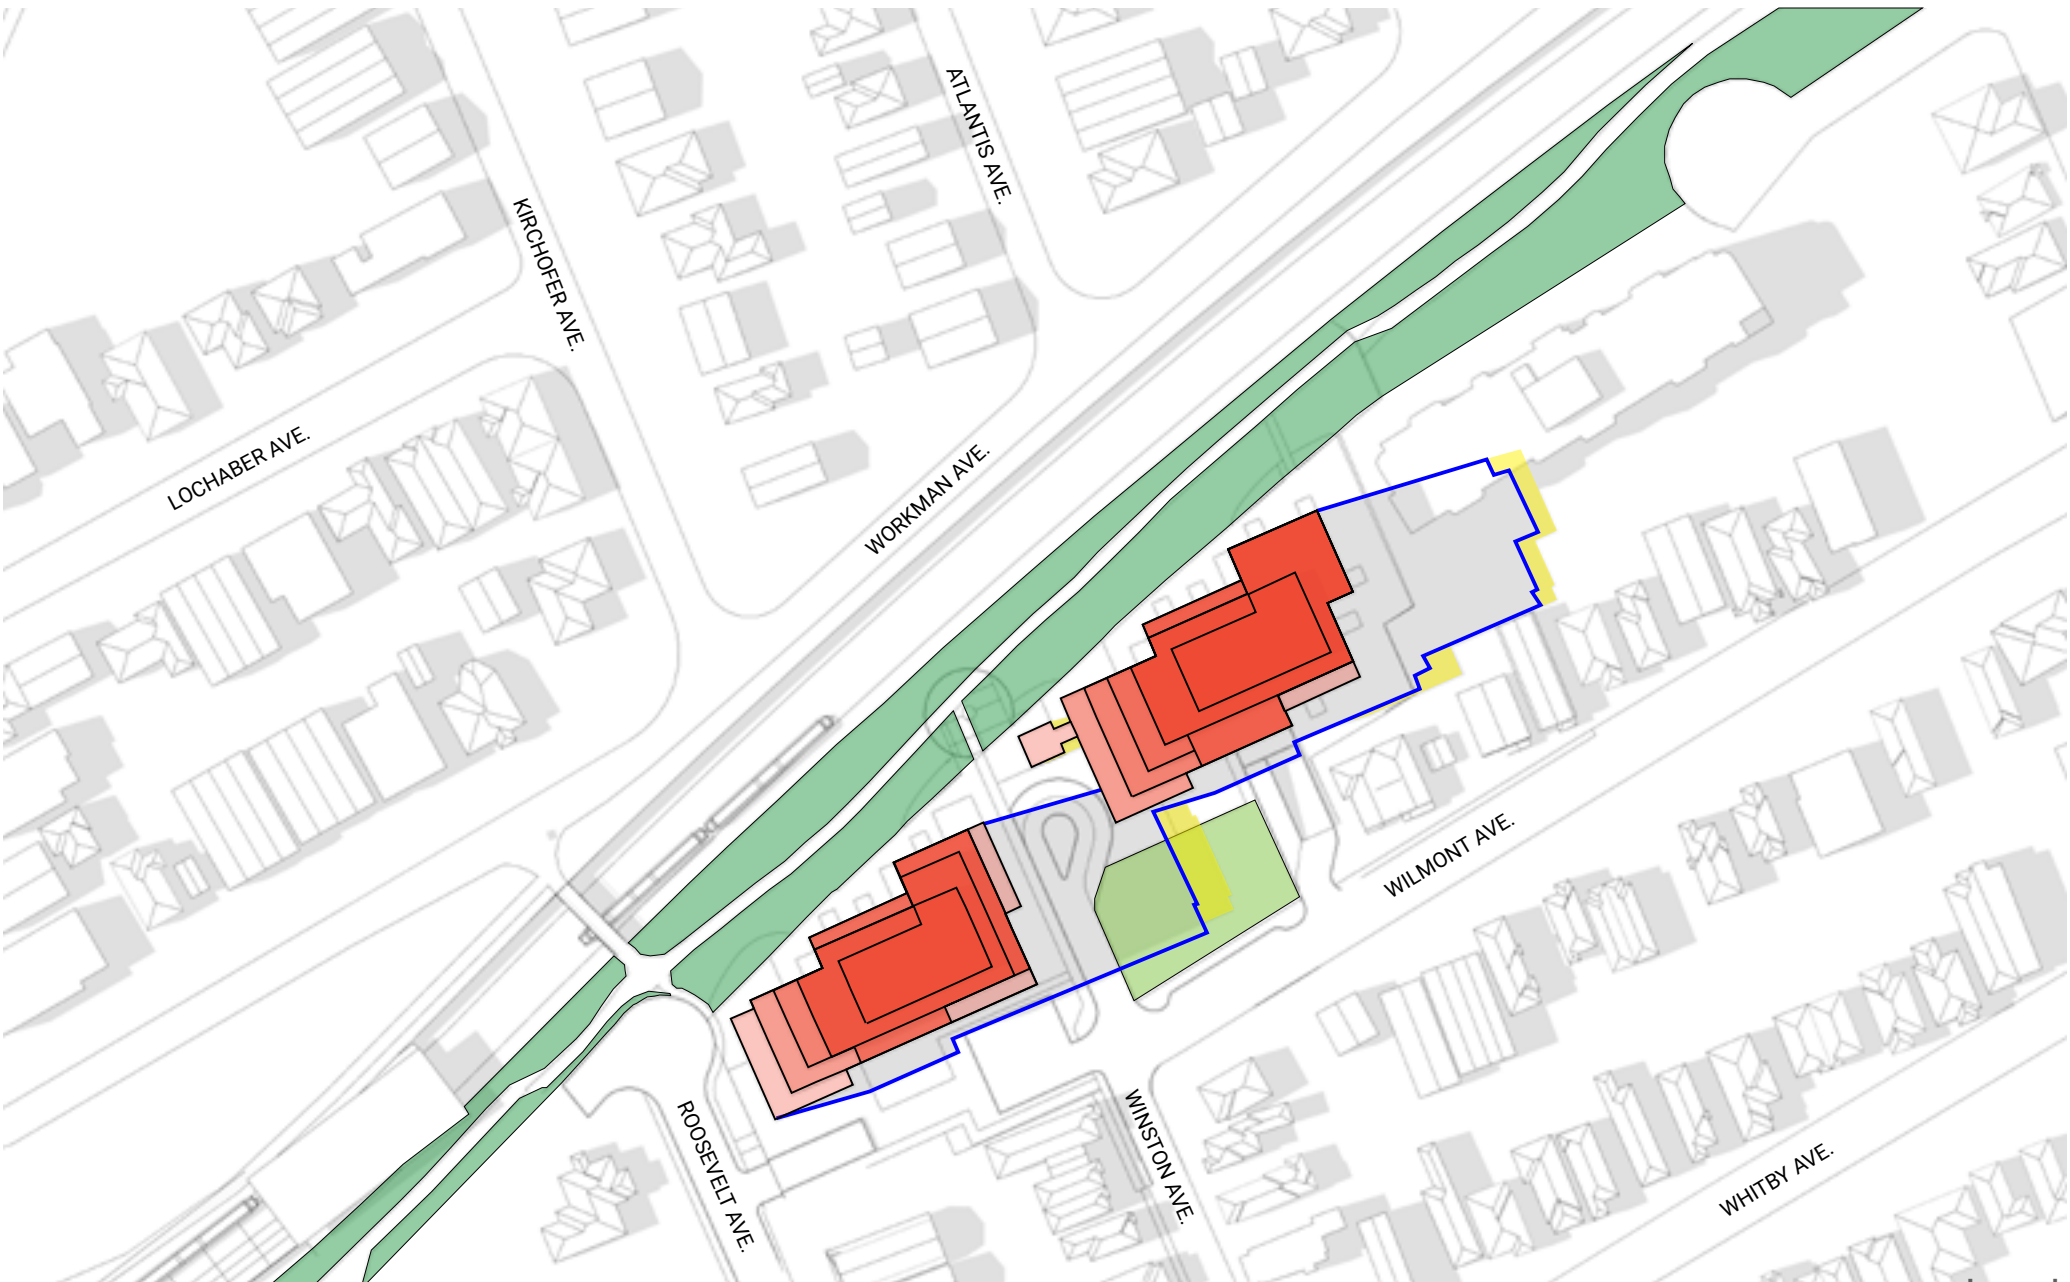 ATLANTIS AVE.
KIRCHOFER AVE.
LOCHABER AVE.
WORKMAN AVE.
WILMONT AVE.
ROOSEVELT AVE.
WINSTON AVE.
WHITBY AVE.